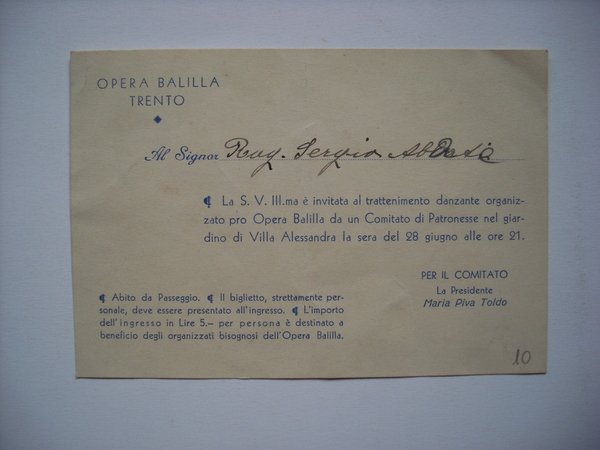 OPERA BALILLA
TRENTO
Al Signor Rag. Sergio Abbati
¶ La S. V. Ill.ma è invitata al trattenimento danzante organiz-
zato pro Opera Balilla da un Comitato di Patronesse nel giar-
dino di Villa Alessandra la sera del 28 giugno alle ore 21.
PER IL COMITATO
La Presidente
Maria Piva Toldo
¶ Abito da Passeggio. ¶ Il biglietto, strettamente per-
sonale, deve essere presentato all'ingresso. ¶ L'importo
dell'ingresso in Lire 5.- per persona è destinato a
beneficio degli organizzati bisognosi dell'Opera Balilla.
10